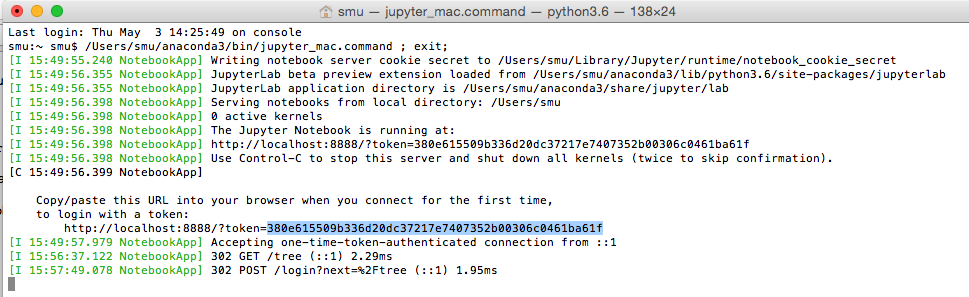 smu — jupyter_mac.command — python3.6 — 138×24
Last login: Thu May  3 14:25:49 on console
smu:~ smu$ /Users/smu/anaconda3/bin/jupyter_mac.command ; exit;
[I 15:49:55.240 NotebookApp] Writing notebook server cookie secret to /Users/smu/Library/Jupyter/runtime/notebook_cookie_secret
[I 15:49:56.355 NotebookApp] JupyterLab beta preview extension loaded from /Users/smu/anaconda3/lib/python3.6/site-packages/jupyterlab
[I 15:49:56.355 NotebookApp] JupyterLab application directory is /Users/smu/anaconda3/share/jupyter/lab
[I 15:49:56.398 NotebookApp] Serving notebooks from local directory: /Users/smu
[I 15:49:56.398 NotebookApp] 0 active kernels
[I 15:49:56.398 NotebookApp] The Jupyter Notebook is running at:
[I 15:49:56.398 NotebookApp] http://localhost:8888/?token=380e615509b336d20dc37217e7407352b00306c0461ba61f
[I 15:49:56.398 NotebookApp] Use Control-C to stop this server and shut down all kernels (twice to skip confirmation).
[C 15:49:56.399 NotebookApp]
Copy/paste this URL into your browser when you connect for the first time,
to login with a token:
http://localhost:8888/?token=380e615509b336d20dc37217e7407352b00306c0461ba61f
[I 15:49:57.979 NotebookApp] Accepting one-time-token-authenticated connection from ::1
[I 15:56:37.122 NotebookApp] 302 GET /tree (::1) 2.29ms
[I 15:57:49.078 NotebookApp] 302 POST /login?next=%2Ftree (::1) 1.95ms